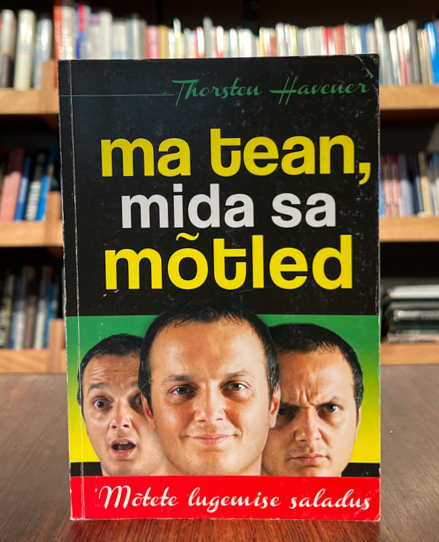 Thorsten Havener
ma tean,
mida sa
mõtled
Mõtete lugemise saladus